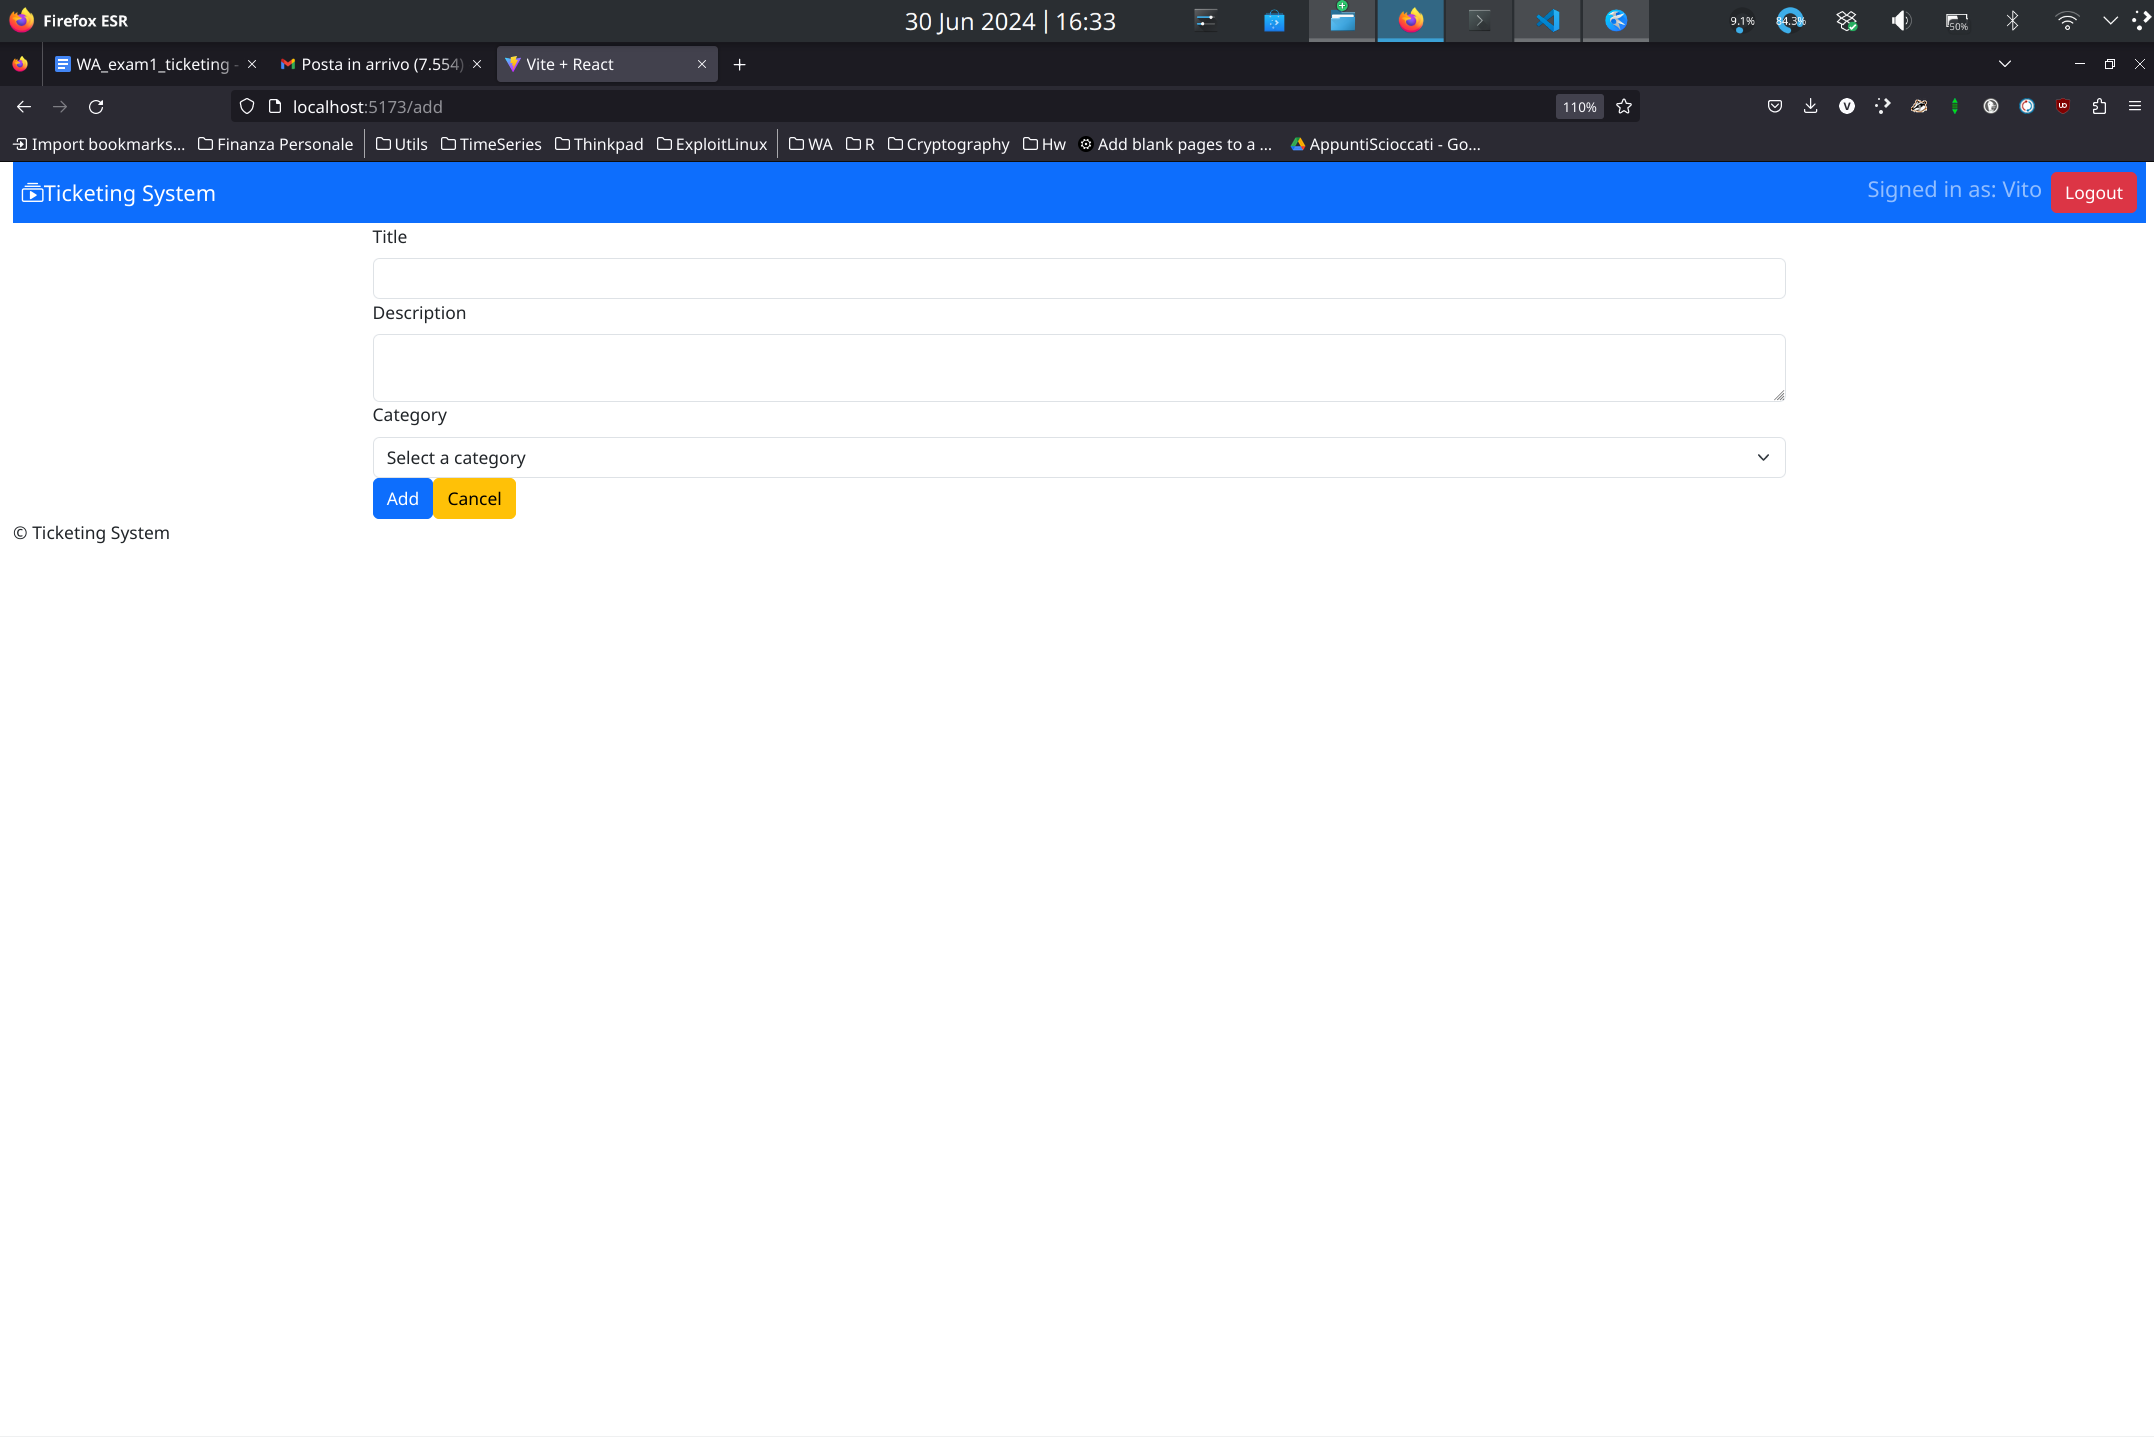 Firefox ESR
30 Jun 2024 | 16:33
9.1%
84.3%
50%
WA_exam1_ticketing -
Posta in arrivo (7.554)
Vite + React
localhost:5173/add
110%
Import bookmarks...
Finanza Personale
Utils
TimeSeries
Thinkpad
ExploitLinux
WA
R
Cryptography
Hw
Add blank pages to a ...
AppuntiScioccati - Go...
Ticketing System
Signed in as: Vito
Logout
Title
Description
Category
Select a category
Add
Cancel
© Ticketing System